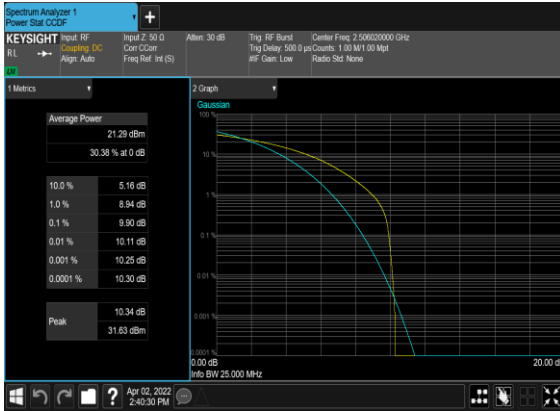 Spectrum Analyzer 1
Power Stat CCDF
+
KEYSIGHT
RL
Input: RF
Coupling: DC
Align: Auto
Input Z: 50 Ω
Corr CCorr
Freq Ref: Int (S)
Atten: 30 dB
Trig: RF Burst
Trig Delay: 500.0 µs
#IF Gain: Low
Center Freq: 2.506020000 GHz
Counts: 1.00 M/1.00 Mpt
Radio Std: None
1 Metrics
Average Power
21.29 dBm
30.38 % at 0 dB
10.0 % 5.16 dB
1.0 % 8.94 dB
0.1 % 9.90 dB
0.01 % 10.11 dB
0.001 % 10.25 dB
0.0001 % 10.30 dB
Peak
10.34 dB
31.63 dBm
2 Graph
Gaussian
100 %
10 %
1 %
0.1 %
0.01 %
0.001 %
0.0001 %
0.00 dB
20.00 d
Info BW 25.000 MHz
?
Apr 02, 2022
2:40:30 PM